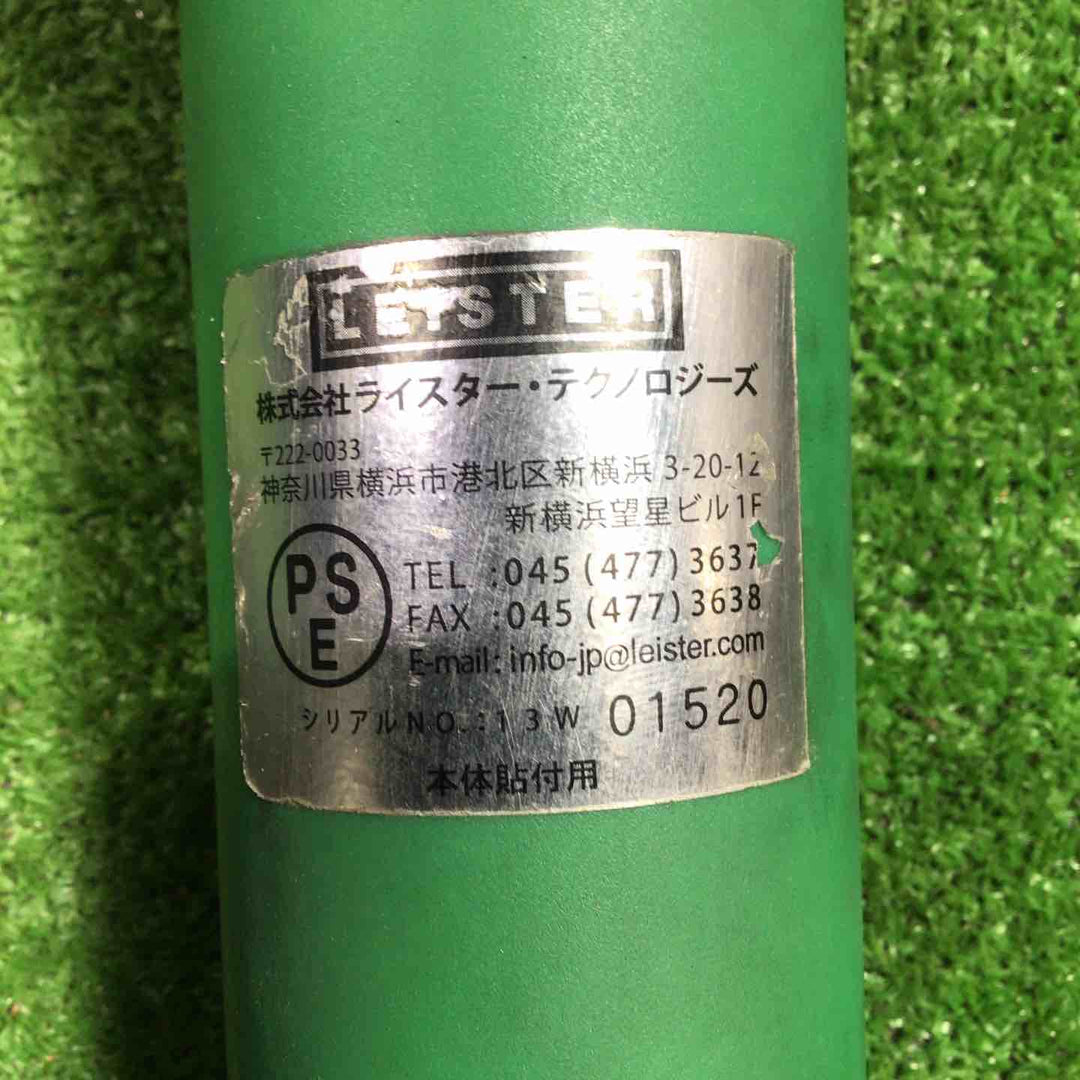 LEISTER
株式会社ライスター・テクノロジーズ
〒222-0033
神奈川県横浜市港北区新横浜 3-20-12
新横浜望星ビル1F
PS
E
TEL :045 (477) 3637
FAX :045 (477) 3638
E-mail: info-jp@leister.com
シリアルNO.:13W 01520
本体貼付用